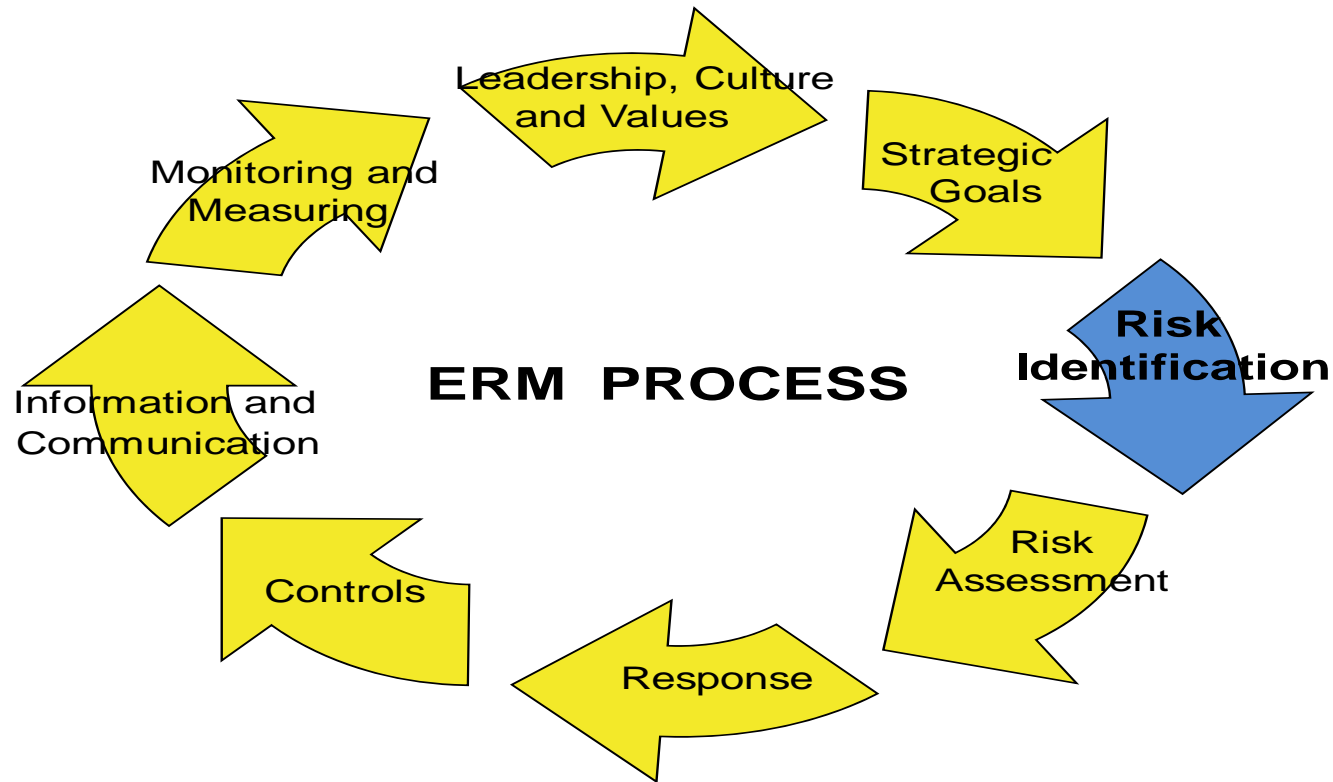 Leadership, Culture
and Values
Strategic
Goals
Risk
Identification
Risk
Assessment
Response
Controls
Information and
Communication
Monitoring and
Measuring
ERM PROCESS